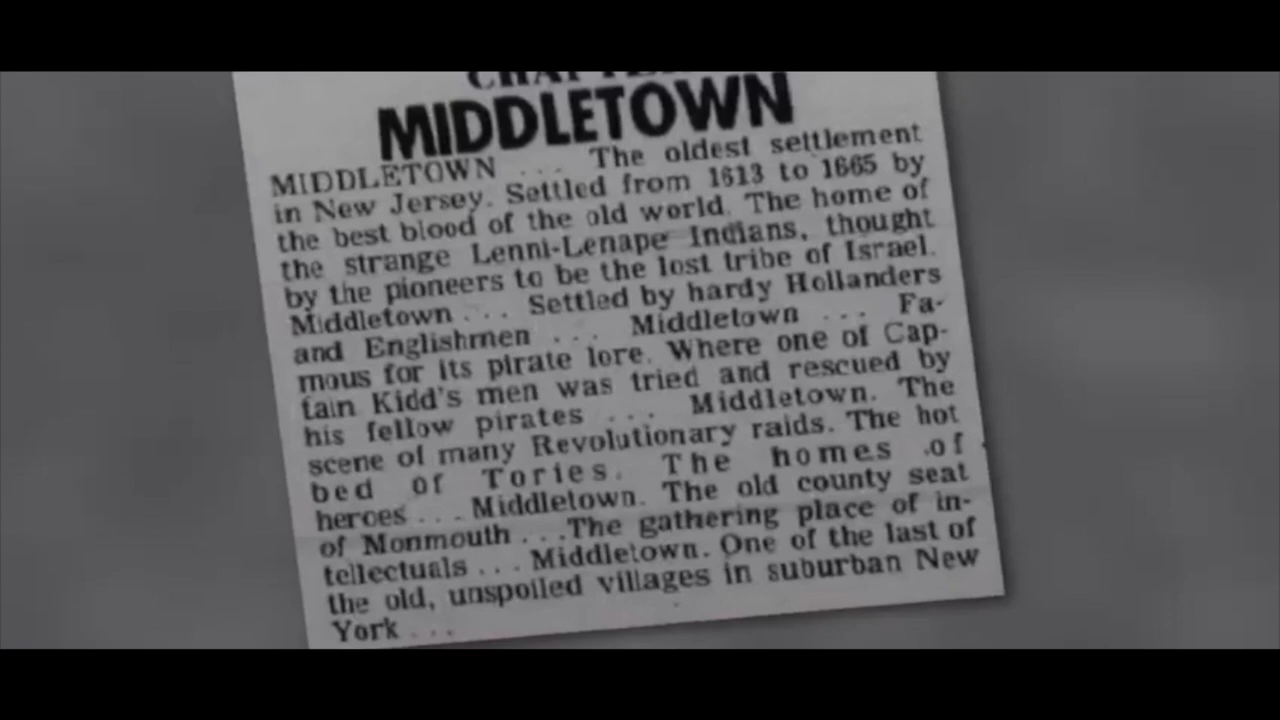 MIDDLETOWN
MIDDLETOWN ... The oldest settlement
in New Jersey. Settled from 1613 to 1665 by
the best blood of the old world. The home of
the strange Lenni-Lenape Indians, thought
by the pioneers to be the lost tribe of Israel.
Middletown ... Settled by hardy Hollanders
and Englishmen ... Middletown ... Fa-
mous for its pirate lore. Where one of Cap-
tain Kidd's men was tried and rescued by
his fellow pirates ... Middletown. The
scene of many Revolutionary raids. The hot
bed of Tories. The homes of
heroes ... Middletown. The old county seat
of Monmouth ... The gathering place of in-
tellectuals ... Middletown. One of the last of
the old, unspoiled villages in suburban New
York ...